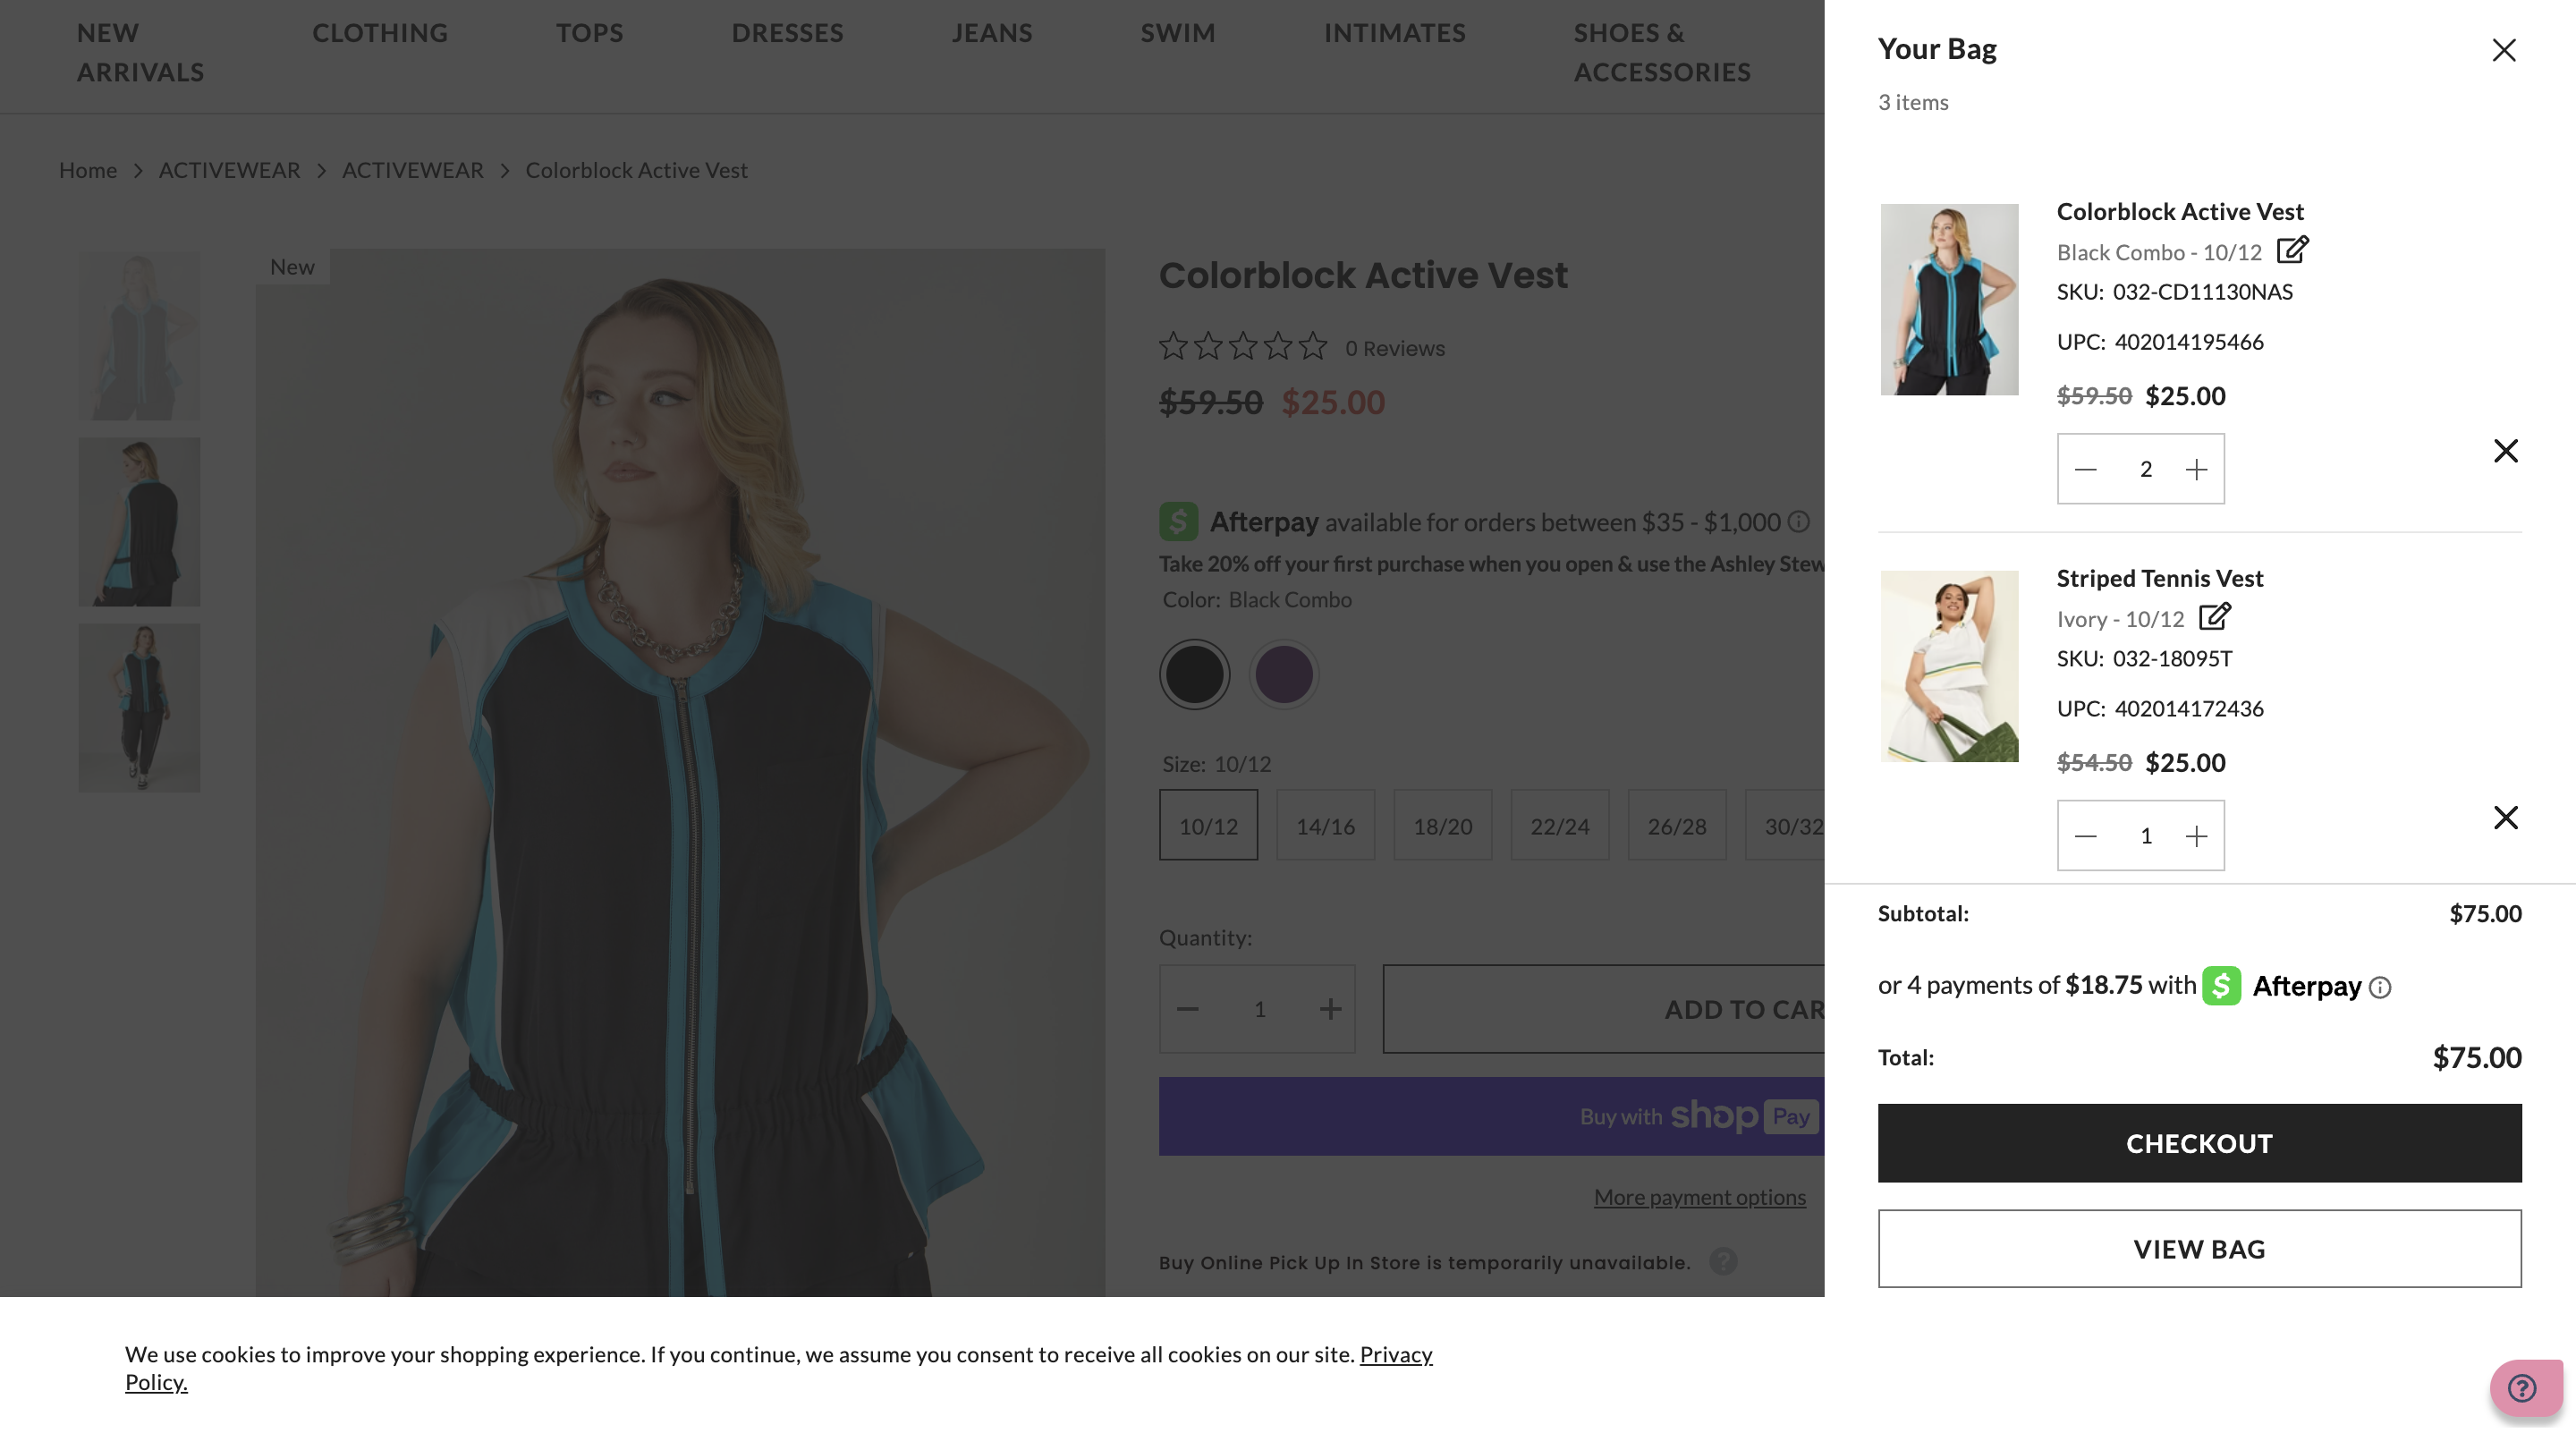 NEW
ARRIVALS
CLOTHING
TOPS
DRESSES
JEANS
SWIM
INTIMATES
SHOES &
ACCESSORIES
Home > ACTIVEWEAR > ACTIVEWEAR > Colorblock Active Vest
New
Colorblock Active Vest
0 Reviews
$59.50 $25.00
Afterpay available for orders between $35 - $1,000
Take 20% off your first purchase when you open & use the Ashley
Color: Black Combo
Size: 10/12
10/12 14/16 18/20 22/24 26/28 30/32
Quantity:
1
ADD TO
Buy with shop Pay
More payment options
Buy Online Pick Up In Store is temporarily unavailable.
Your Bag
3 items
Colorblock Active Vest
Black Combo - 10/12
SKU: 032-CD11130NAS
UPC: 402014195466
$59.50 $25.00
2
Striped Tennis Vest
Ivory - 10/12
SKU: 032-18095T
UPC: 402014172436
$54.50 $25.00
1
Subtotal: $75.00
or 4 payments of $18.75 with Afterpay
Total: $75.00
CHECKOUT
VIEW BAG
We use cookies to improve your shopping experience. If you continue, we assume you consent to receive all cookies on our site. Privacy
Policy.